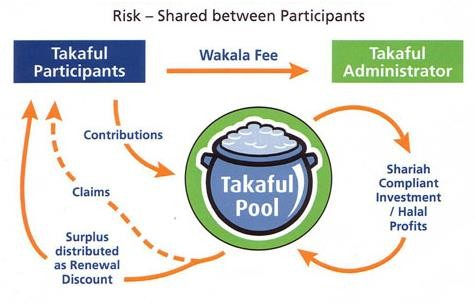 Risk – Shared between Participants
Takaful
Participants
Wakala Fee
Takaful
Administrator
Contributions
Takaful
Pool
Shariah
Compliant
Investment
/ Halal
Profits
Claims
Surplus
distributed
as Renewal
Discount